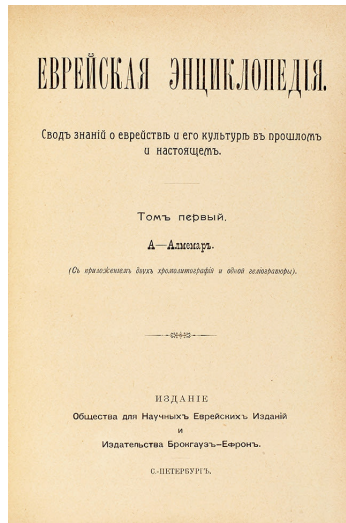 ЕВРЕЙСКАЯ ЭНЦИКЛОПЕДІЯ.
Сводъ знаній о еврействѣ и его культурѣ въ прошломъ
и настоящемъ.
Томъ первый.
А—Алмемаръ.
(Съ приложеніемъ двухъ хромолитографій и одной геліогравюры).
ИЗДАНІЕ
Общества для Научныхъ Еврейскихъ Изданій
и
Издательства Брокгаузъ-Ефронъ.
С.-ПЕТЕРБУРГЪ.